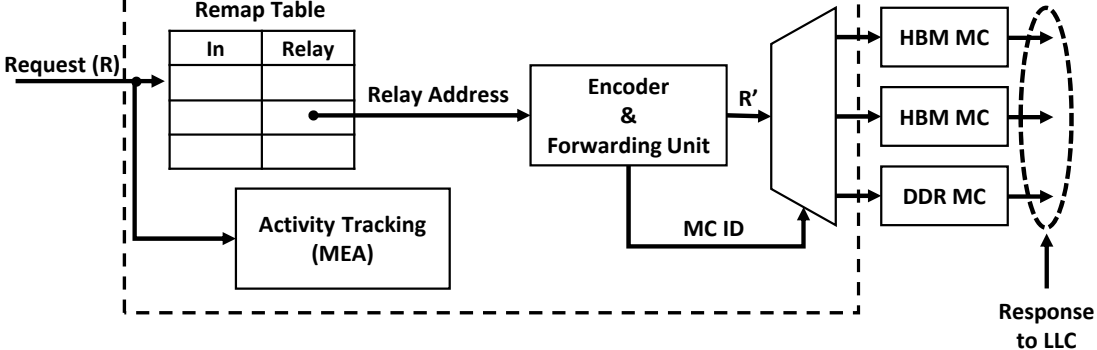 Remap Table
In Relay
Request (R)
Relay Address
Encoder
&
Forwarding Unit
R'
MC ID
Activity Tracking
(MEA)
HBM MC
HBM MC
DDR MC
Response
to LLC